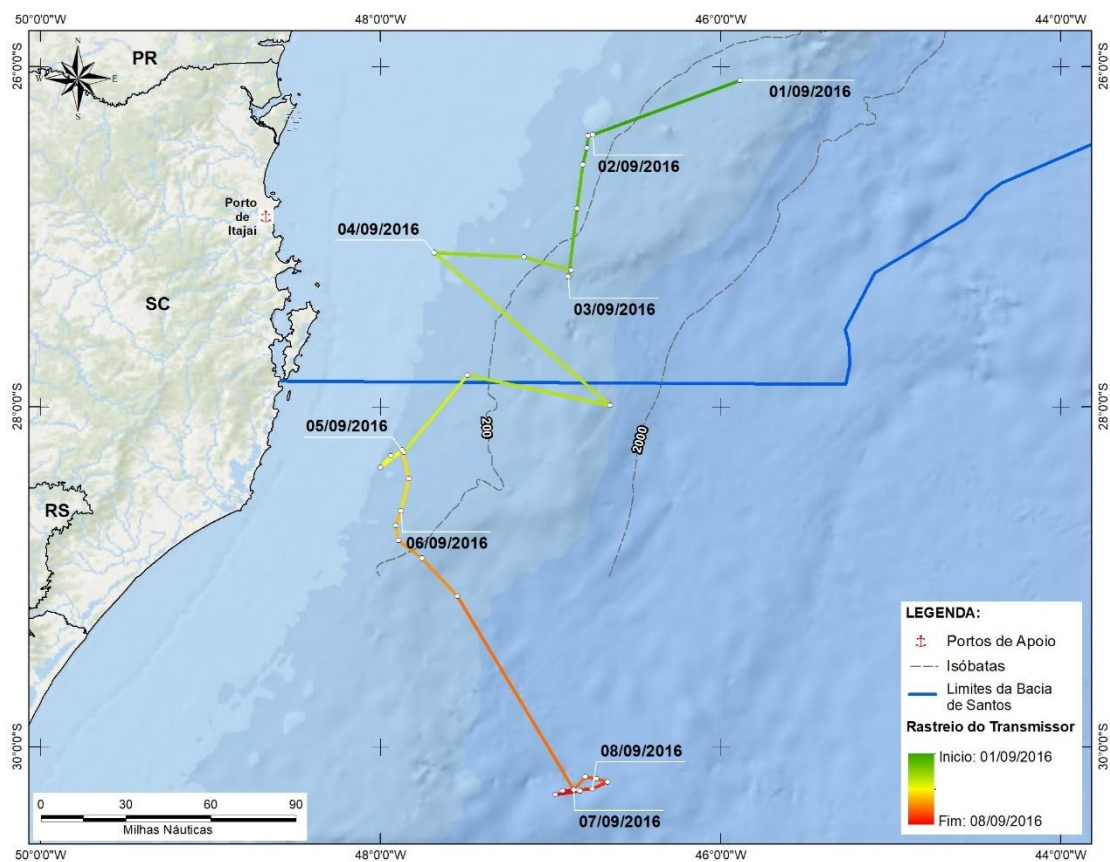 50°0'0"W
48°0'0"W
46°0'0"W
44°0'0"W
26°0'0"S
26°0'0"S
N
W
E
S
PR
01/09/2016
02/09/2016
Porto
de
Itajaí
04/09/2016
SC
03/09/2016
28°0'0"S
28°0'0"S
05/09/2016
200
2000
RS
06/09/2016
LEGENDA:
Portos de Apoio
Isóbatas
Limites da Bacia
de Santos
Rastreio do Transmissor
Inicio: 01/09/2016
Fim: 08/09/2016
30°0'0"S
30°0'0"S
08/09/2016
07/09/2016
0 30 60 90
Milhas Náuticas
50°0'0"W
48°0'0"W
46°0'0"W
44°0'0"W